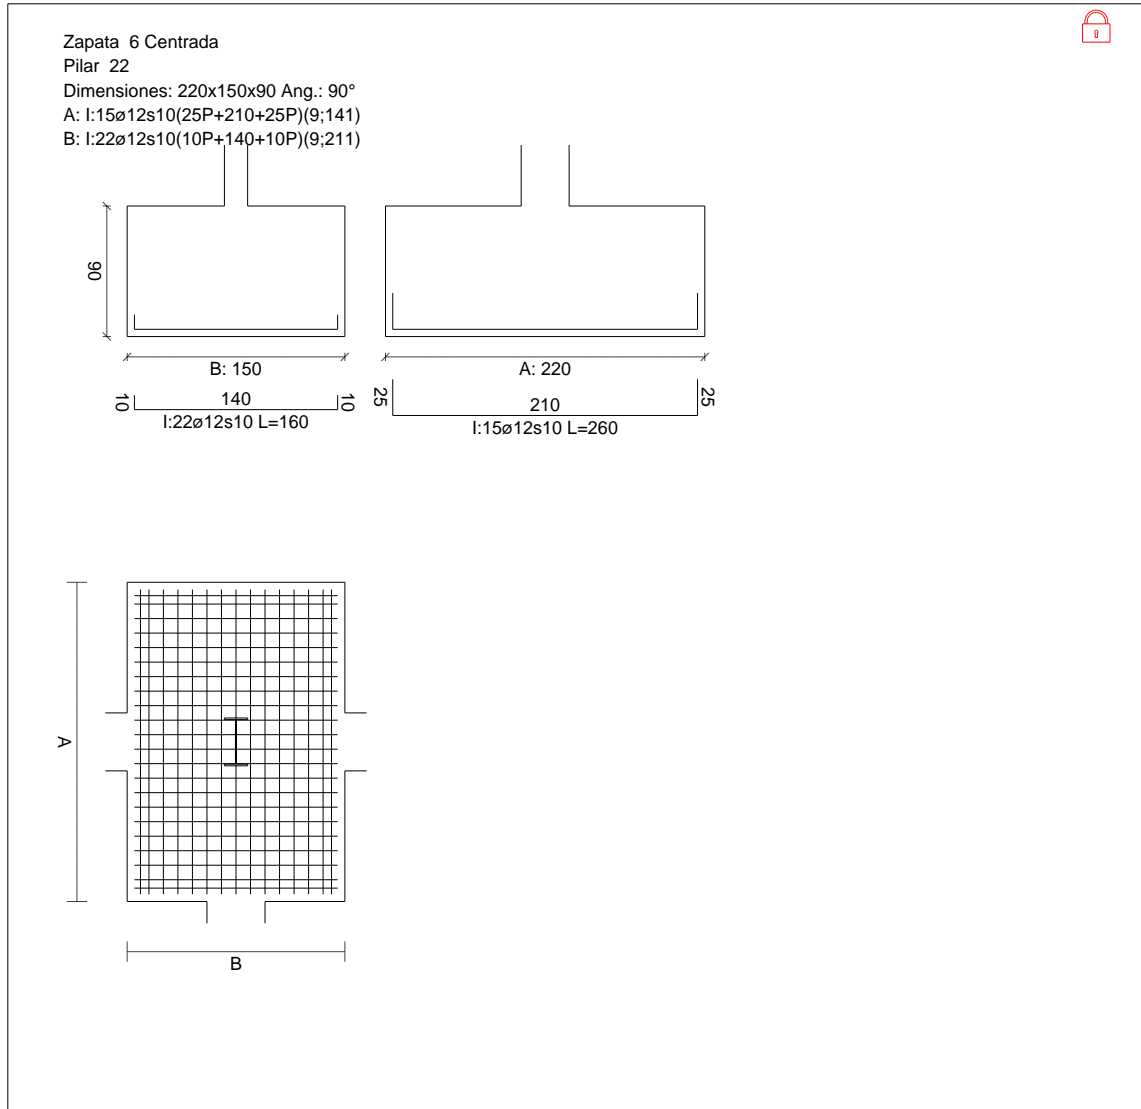 Zapata 6 Centrada
Pilar 22
Dimensiones: 220x150x90 Ang.: 90°
A: I:15ø12s10(25P+210+25P)(9;141)
B: I:22ø12s10(10P+140+10P)(9;211)
90
B: 150
A: 220
10
140
10
I:22ø12s10 L=160
25
210
25
I:15ø12s10 L=260
A
B